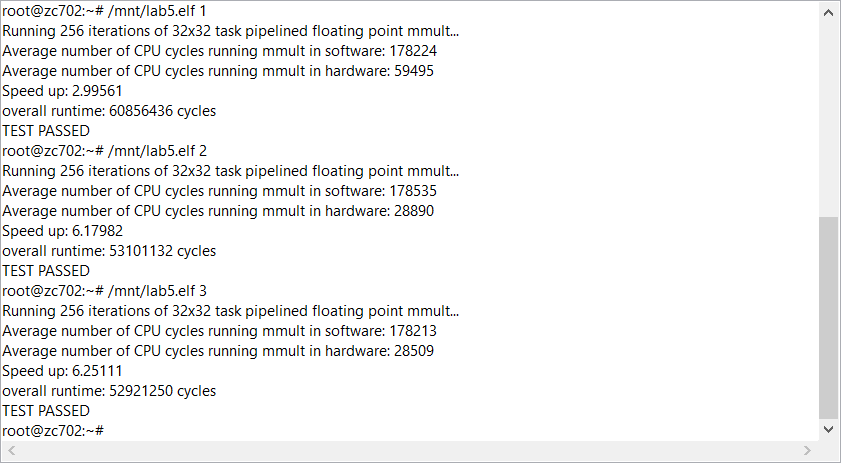 root@zc702:~# /mnt/lab5.elf 1
Running 256 iterations of 32x32 task pipelined floating point mmult...
Average number of CPU cycles running mmult in software: 178224
Average number of CPU cycles running mmult in hardware: 59495
Speed up: 2.99561
overall runtime: 60856436 cycles
TEST PASSED
root@zc702:~# /mnt/lab5.elf 2
Running 256 iterations of 32x32 task pipelined floating point mmult...
Average number of CPU cycles running mmult in software: 178535
Average number of CPU cycles running mmult in hardware: 28890
Speed up: 6.17982
overall runtime: 53101132 cycles
TEST PASSED
root@zc702:~# /mnt/lab5.elf 3
Running 256 iterations of 32x32 task pipelined floating point mmult...
Average number of CPU cycles running mmult in software: 178213
Average number of CPU cycles running mmult in hardware: 28509
Speed up: 6.25111
overall runtime: 52921250 cycles
TEST PASSED
root@zc702:~#